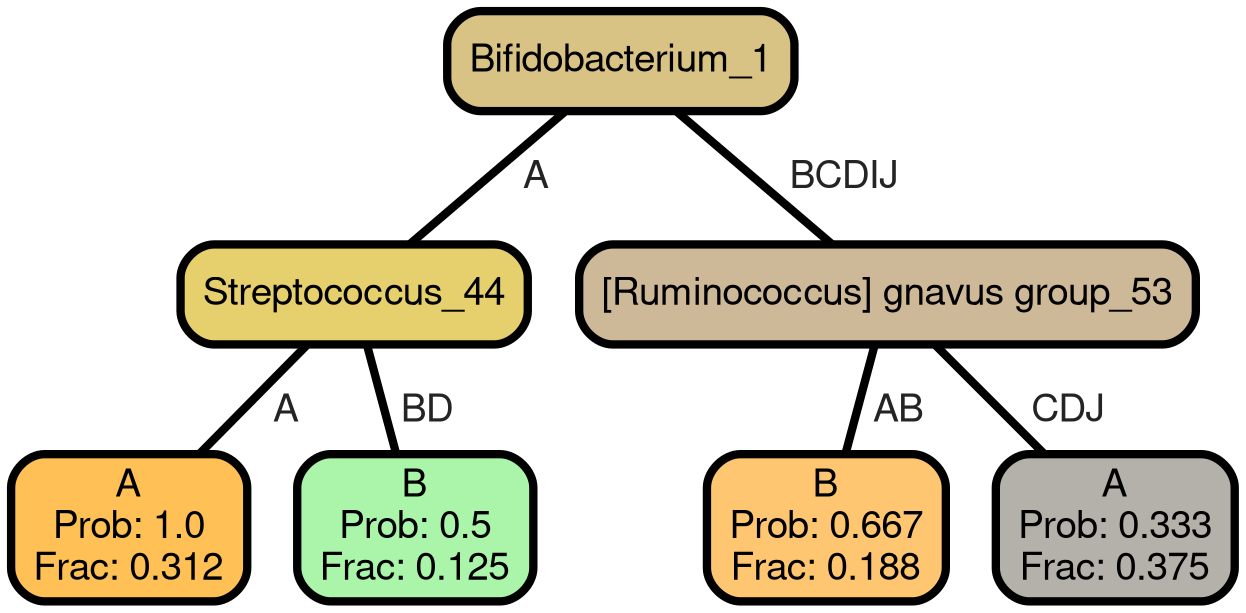 Bifidobacterium_1
A
BCDIJ
Streptococcus_44
[Ruminococcus] gnavus group_53
A
BD
AB
CDJ
A
Prob: 1.0
Frac: 0.312
B
Prob: 0.5
Frac: 0.125
B
Prob: 0.667
Frac: 0.188
A
Prob: 0.333
Frac: 0.375